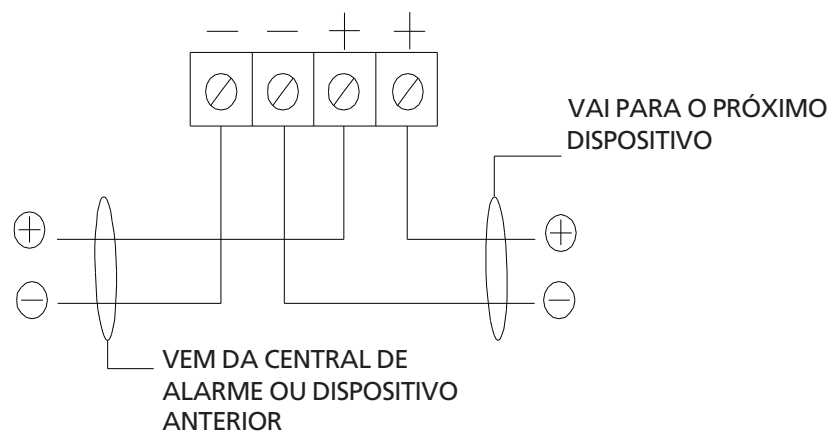 — — + +
VAI PARA O PRÓXIMO
DISPOSITIVO
+ +
− −
VEM DA CENTRAL DE
ALARME OU DISPOSITIVO
ANTERIOR